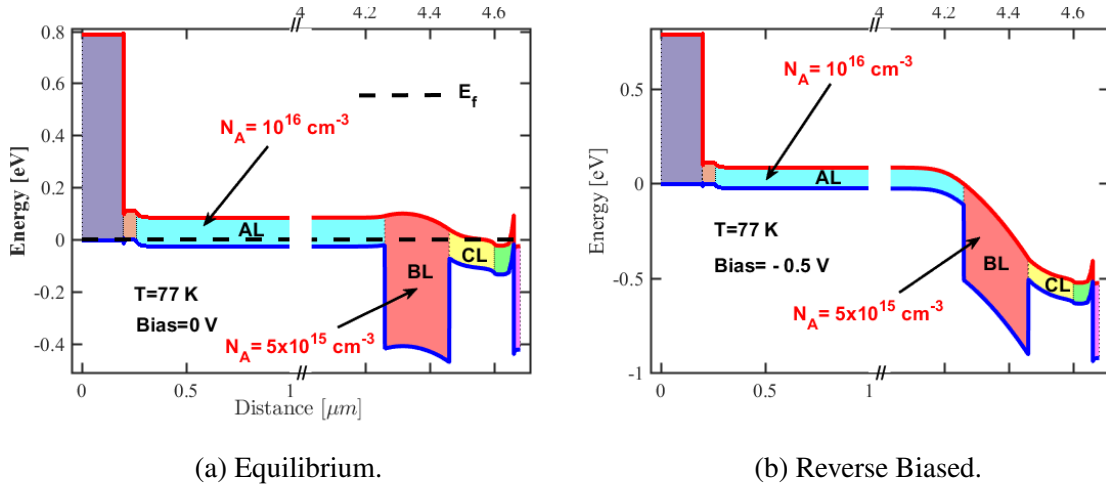 4 4.2 4.4 4.6
0.8
0.6
0.4
0.2
0
-0.2
-0.4
Energy [eV]
E_f
N_A= 10^16 cm^-3
AL
BL
CL
T=77 K
Bias=0 V
N_A= 5x10^15 cm^-3
0 0.5 1
Distance [μm]
(a) Equilibrium.
4 4.2 4.4 4.6
0.5
0
-0.5
-1
Energy [eV]
N_A= 10^16 cm^-3
AL
T=77 K
Bias= - 0.5 V
BL
CL
N_A= 5x10^15 cm^-3
0 0.5 1
(b) Reverse Biased.